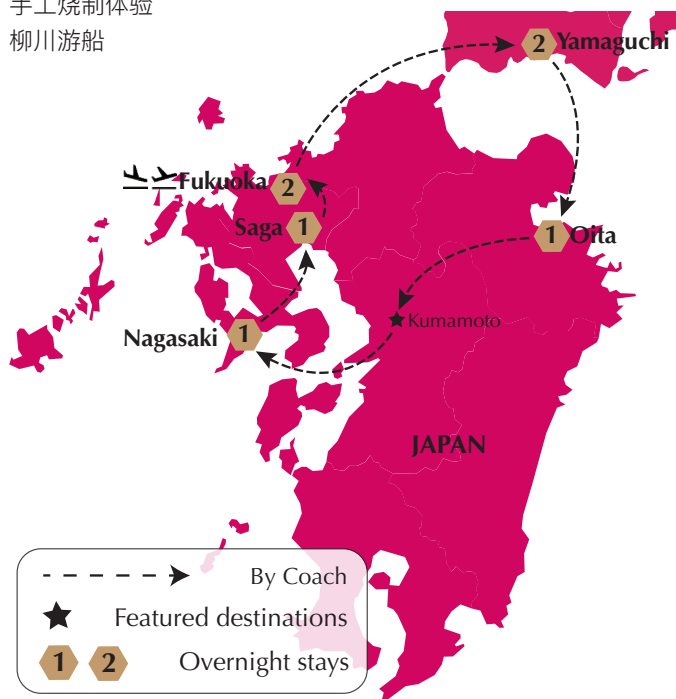 手工烧制体验
柳川游船
2 Yamaguchi
Fukuoka 2
Saga 1
1 Oita
Kumamoto
Nagasaki 1
JAPAN
By Coach
Featured destinations
1 2 Overnight stays